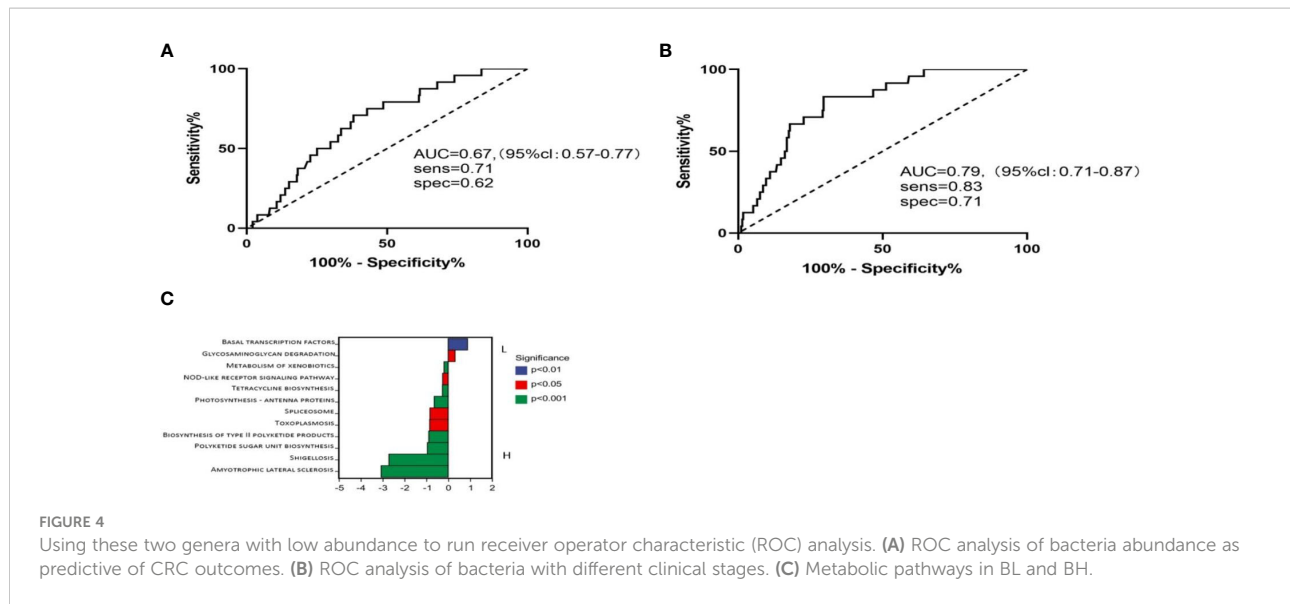 A
100
Sensitivity%
50
0
AUC=0.67, (95%cl: 0.57-0.77)
sens=0.71
spec=0.62
0 50 100
100% - Specificity%
B
100
Sensitivity%
50
0
AUC=0.79, (95%cl: 0.71-0.87)
sens=0.83
spec=0.71
0 50 100
100% - Specificity%
C
BASAL TRANSCRIPTION FACTORS
GLYCOSAMINOGLYCAN DEGRADATION
METABOLISM OF XENOBIOTICS
NOD-LIKE RECEPTOR SIGNALING PATHWAY
TETRACYCLINE BIOSYNTHESIS
PHOTOSYNTHESIS - ANTENNA PROTEINS
SPLICEOSOME
TOXOPLASMOSIS
BIOSYNTHESIS OF TYPE II POLYKETIDE PRODUCTS
POLYKETIDE SUGAR UNIT BIOSYNTHESIS
SHIGELLOSIS
AMYOTROPHIC LATERAL SCLEROSIS
L
H
Significance
p<0.01
p<0.05
p<0.001
-5 -4 -3 -2 -1 0 1 2
FIGURE 4
Using these two genera with low abundance to run receiver operator characteristic (ROC) analysis. (A) ROC analysis of bacteria abundance as
predictive of CRC outcomes. (B) ROC analysis of bacteria with different clinical stages. (C) Metabolic pathways in BL and BH.